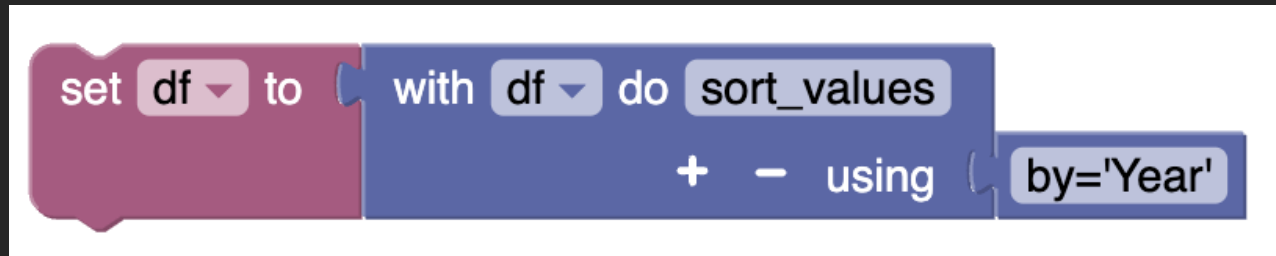 set df to with df do sort_values
+ - using by='Year'